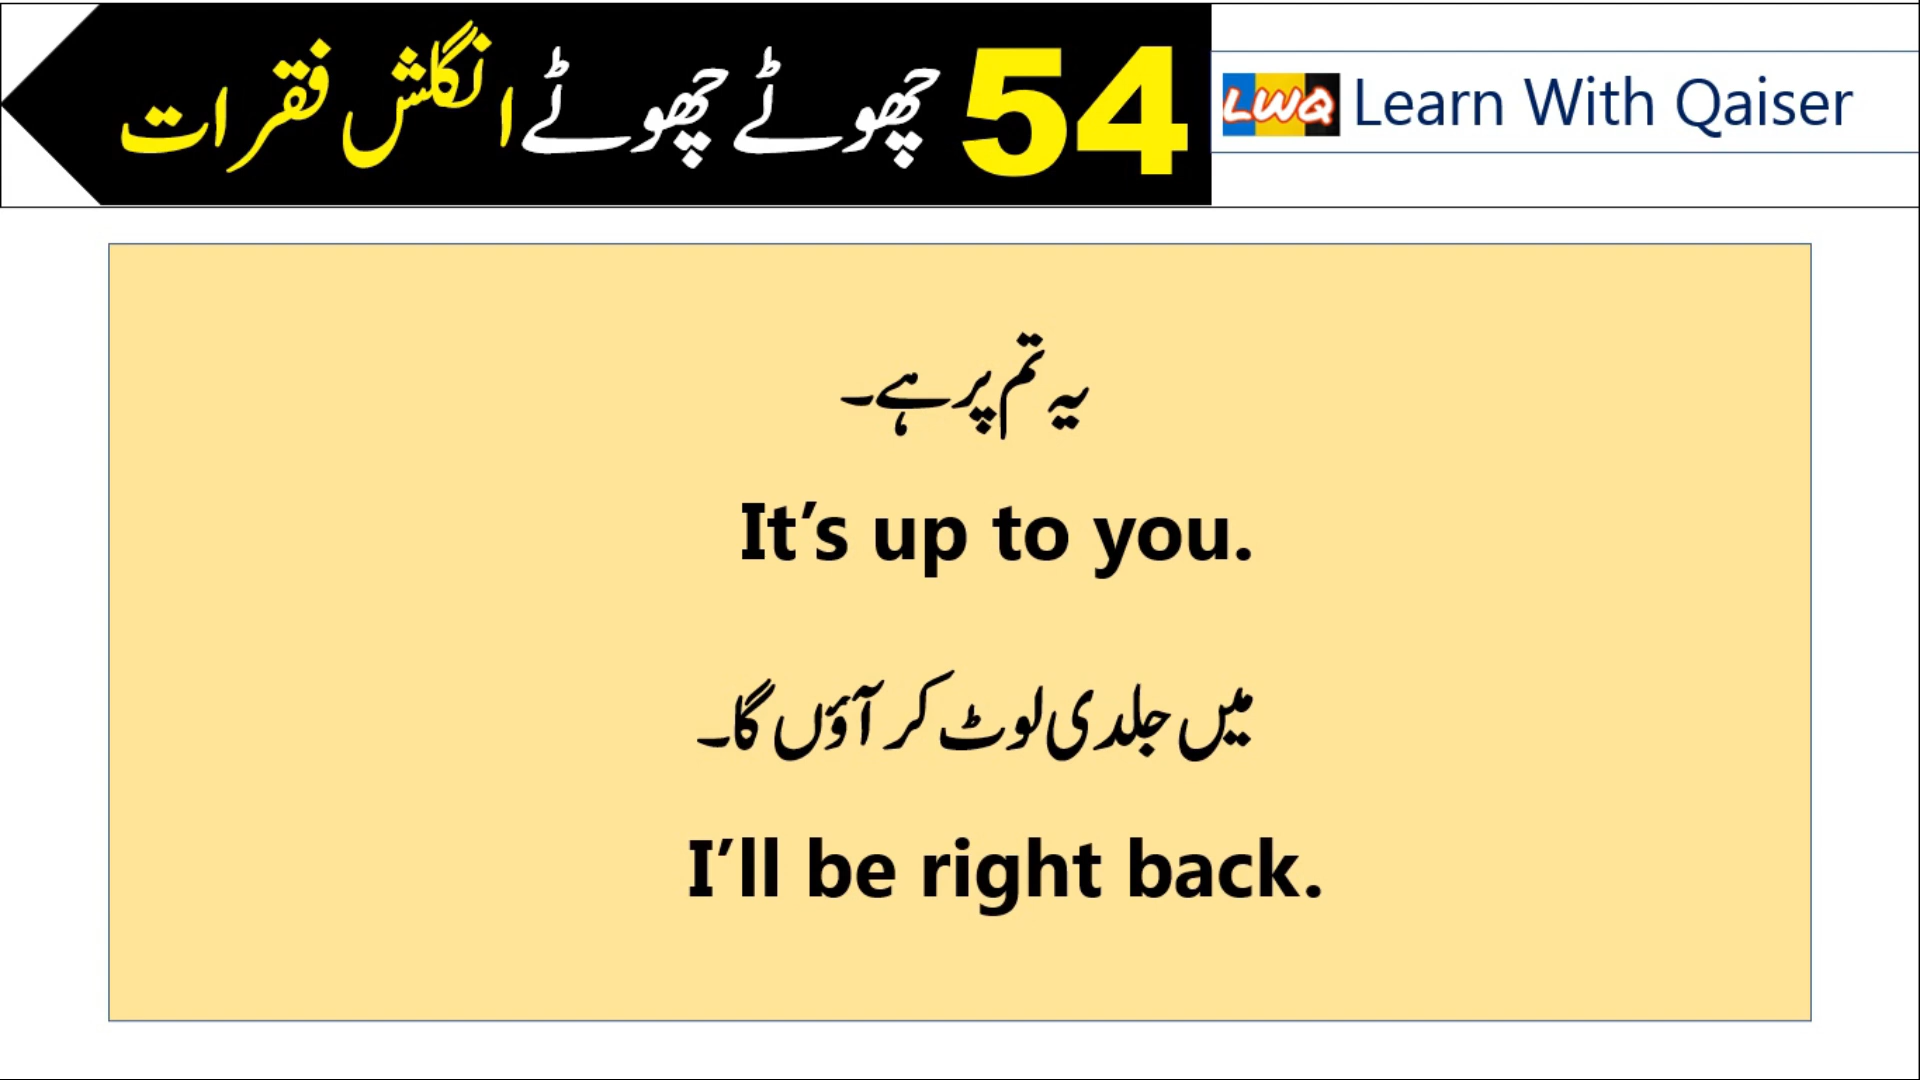 54 چھوٹے چھوٹے انگلش فقرات
LWQ Learn With Qaiser
یہ تم پر ہے۔
It’s up to you.
میں جلدی لوٹ کر آؤں گا۔
I’ll be right back.